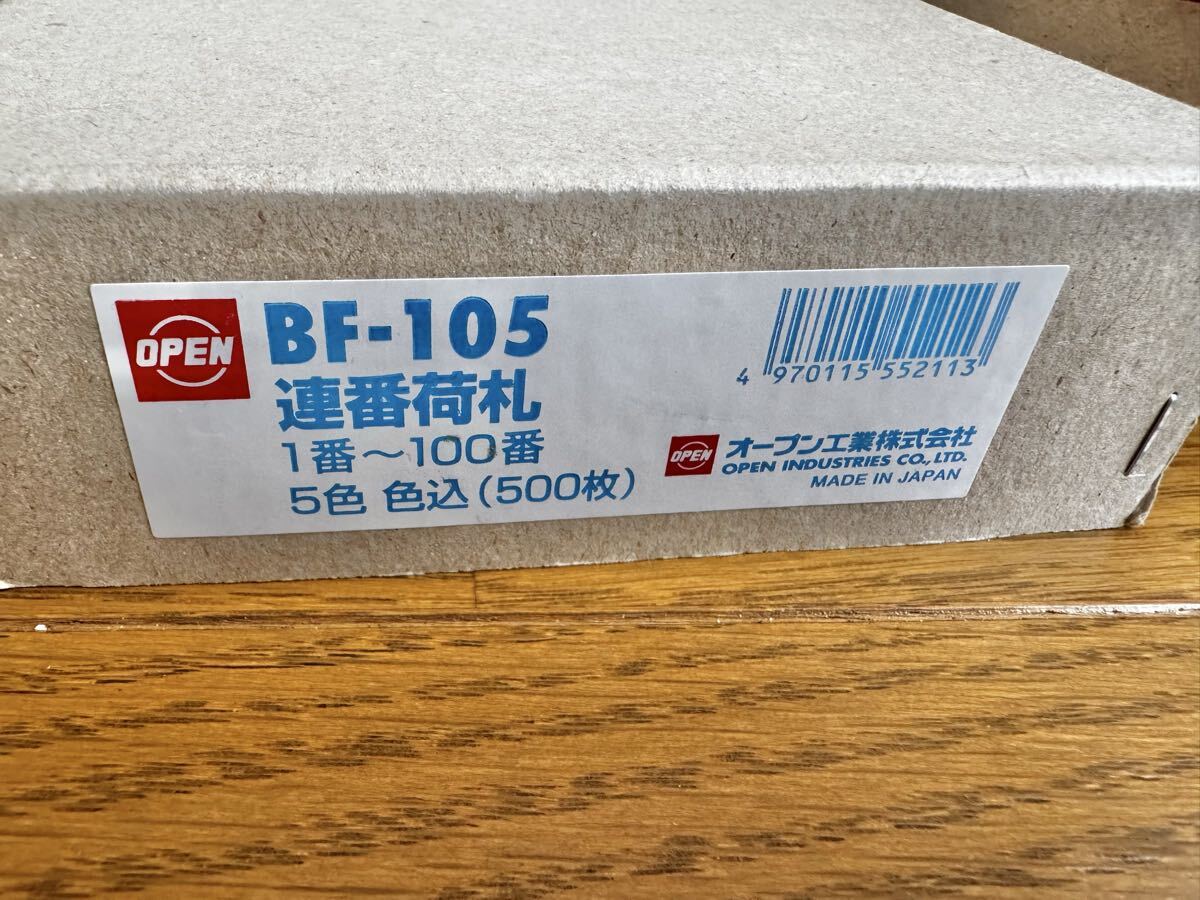 OPEN
BF-105
連番荷札
1番～100番
5色 色込(500枚)
4 970115 552113
OPEN
オープン工業株式会社
OPEN INDUSTRIES CO., LTD.
MADE IN JAPAN